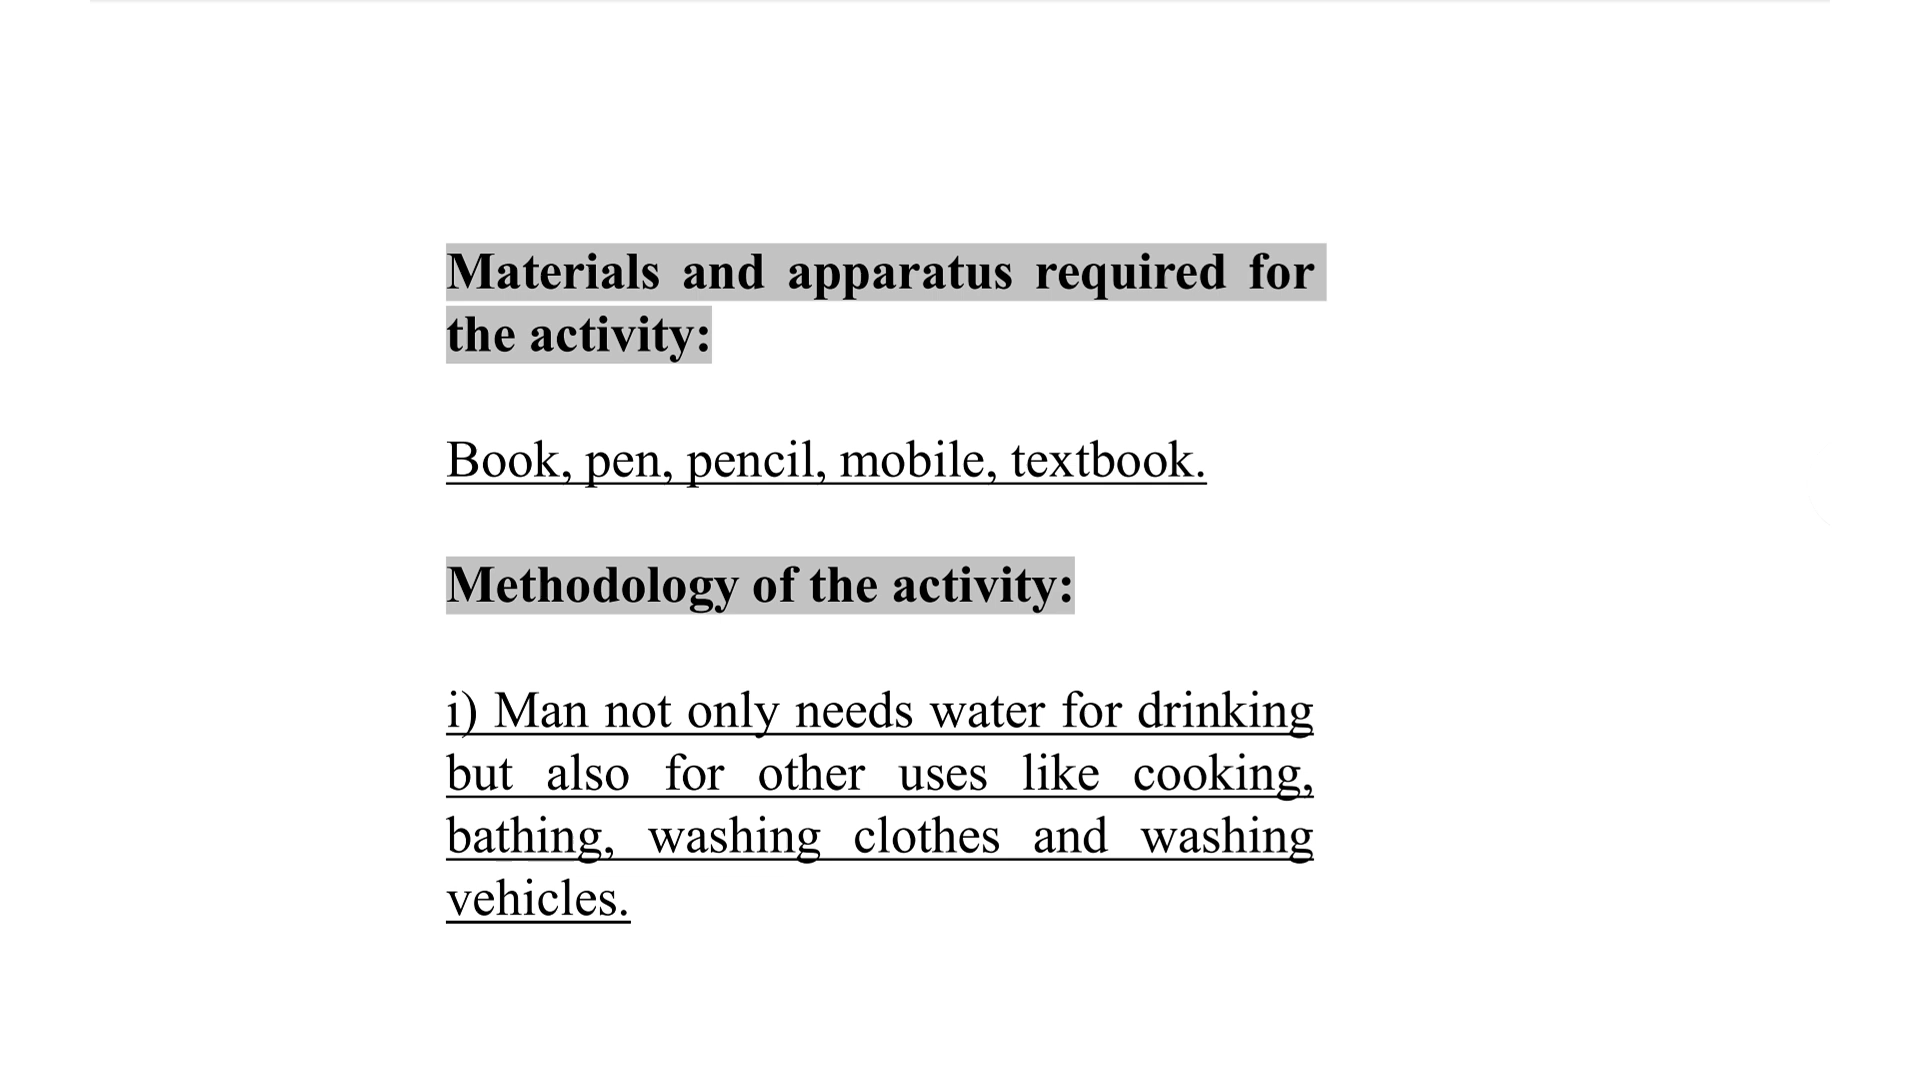 Materials and apparatus required for
the activity:
Book, pen, pencil, mobile, textbook.
Methodology of the activity:
i) Man not only needs water for drinking
but also for other uses like cooking,
bathing, washing clothes and washing
vehicles.